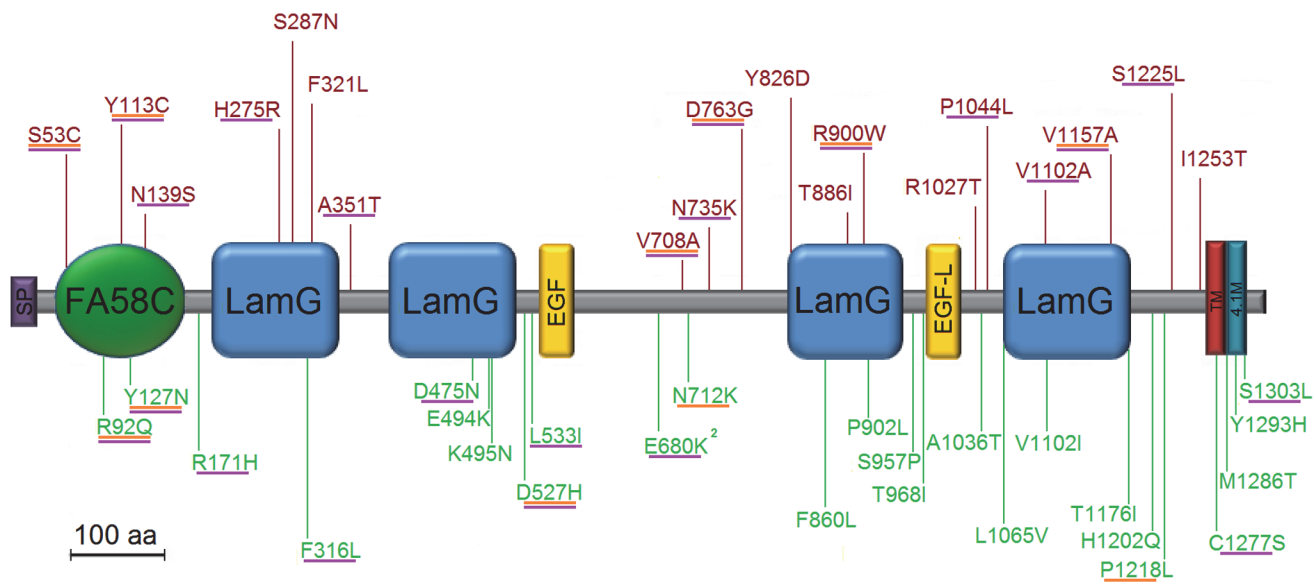 S287N
F321L
Y826D
S1225L
Y113C
H275R
D763G
P1044L
S53C
R900W
V1157A
I1253T
N139S
A351T
N735K
T886I
R1027T
V1102A
V708A
SP
FA58C
LamG
LamG
EGF
LamG
EGF-L
LamG
TM
4.1M
Y127N
D475N
N712K
S1303L
R92Q
E494K
L533I
E680K²
P902L
A1036T
V1102I
Y1293H
K495N
S957P
R171H
D527H
T968I
M1286T
F860L
L1065V
T1176I
H1202Q
C1277S
F316L
P1218L
100 aa